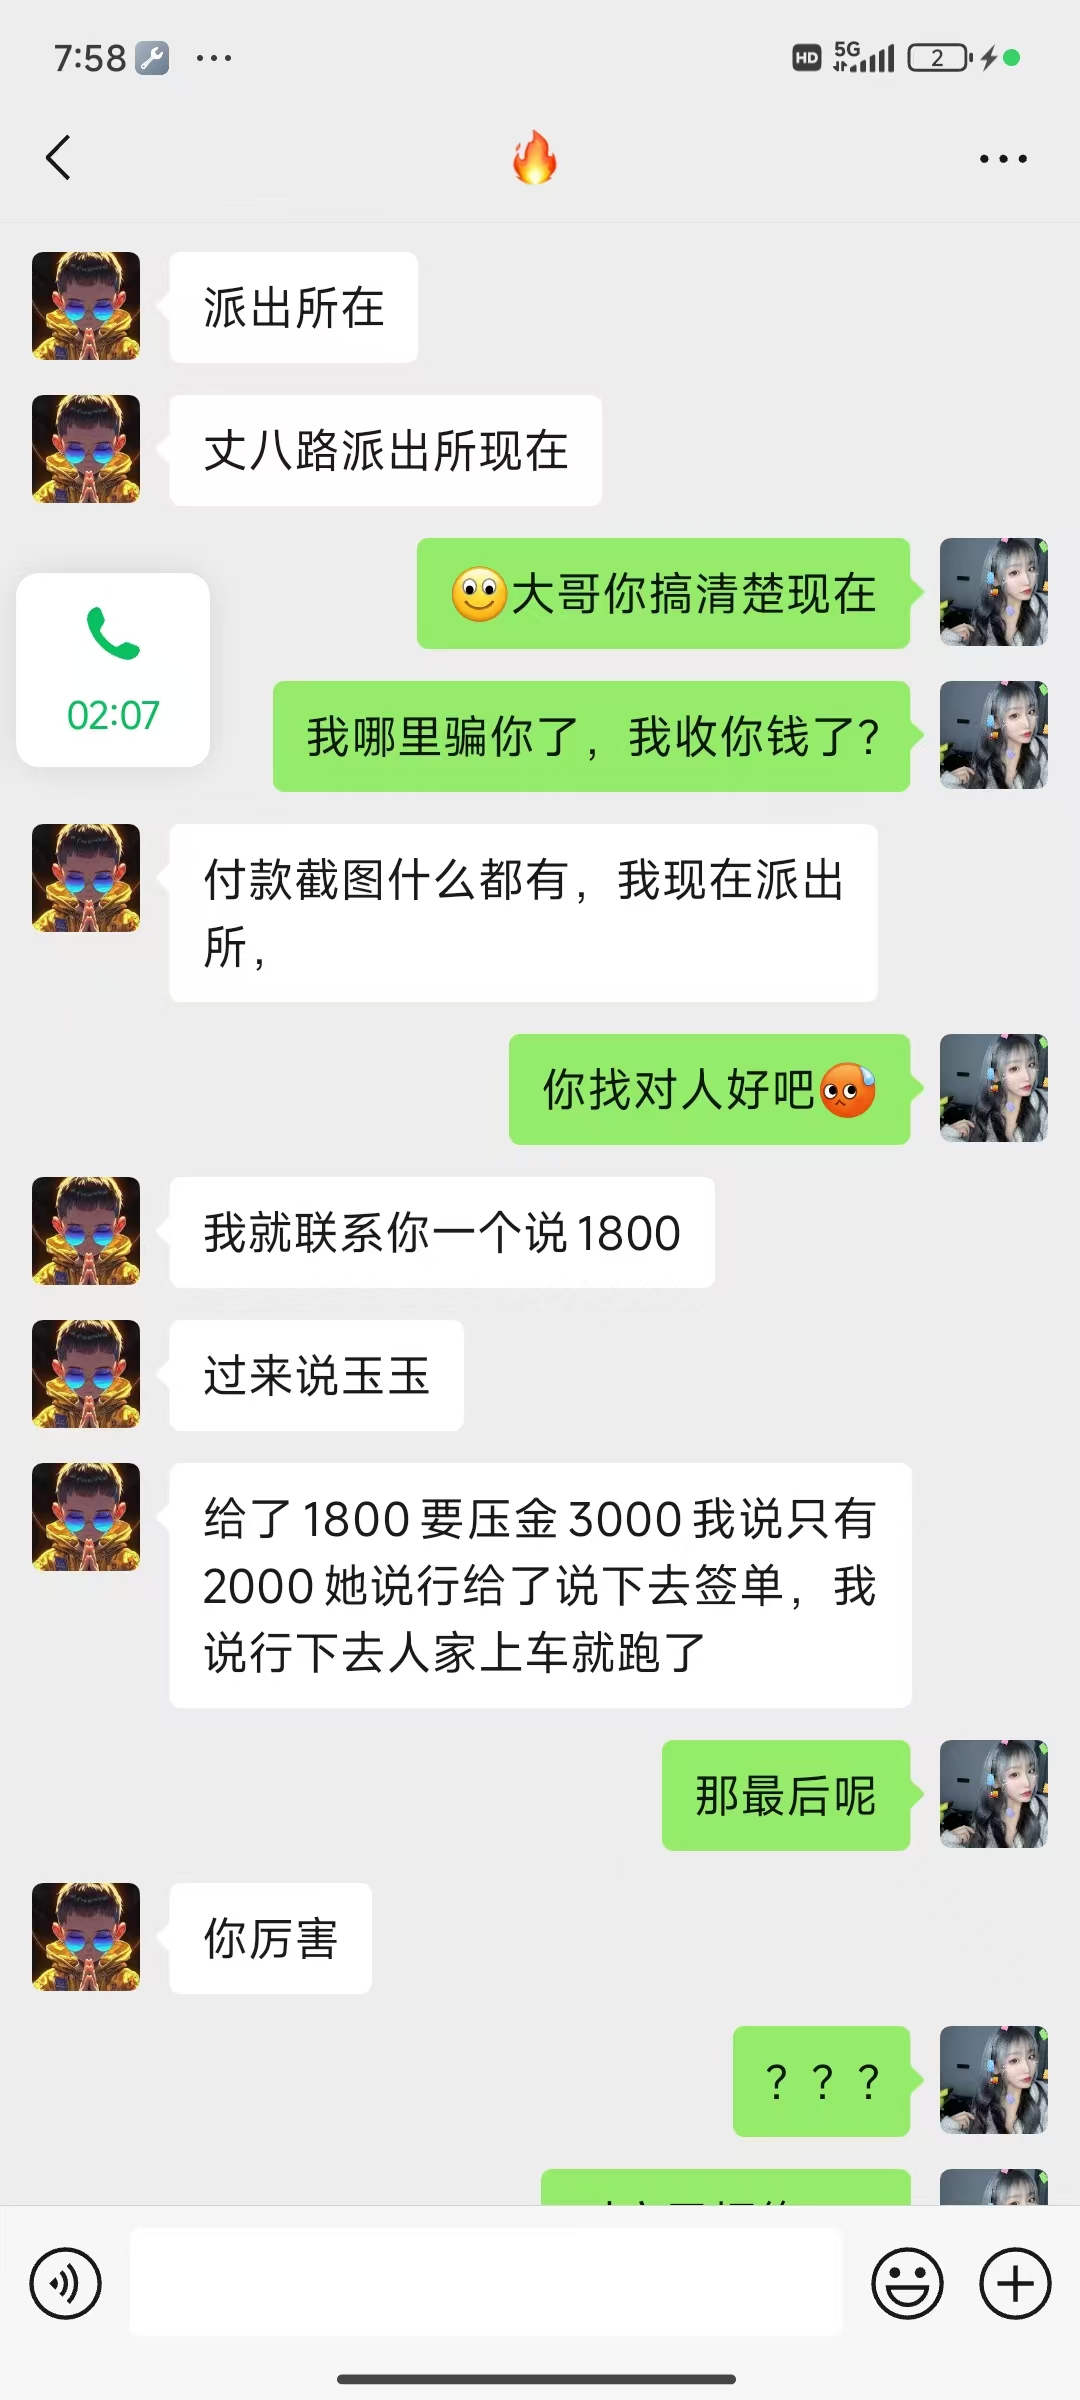 7:58
HD 5G 2
派出所在
丈八路派出所现在
大哥你搞清楚现在
02:07
我哪里骗你了，我收你钱了？
付款截图什么都有，我现在派出
所，
你找对人好吧
我就联系你一个说1800
过来说玉玉
给了1800要压金3000我说只有
2000她说行给了说下去签单，我
说行下去人家上车就跑了
那最后呢
你厉害
？？？